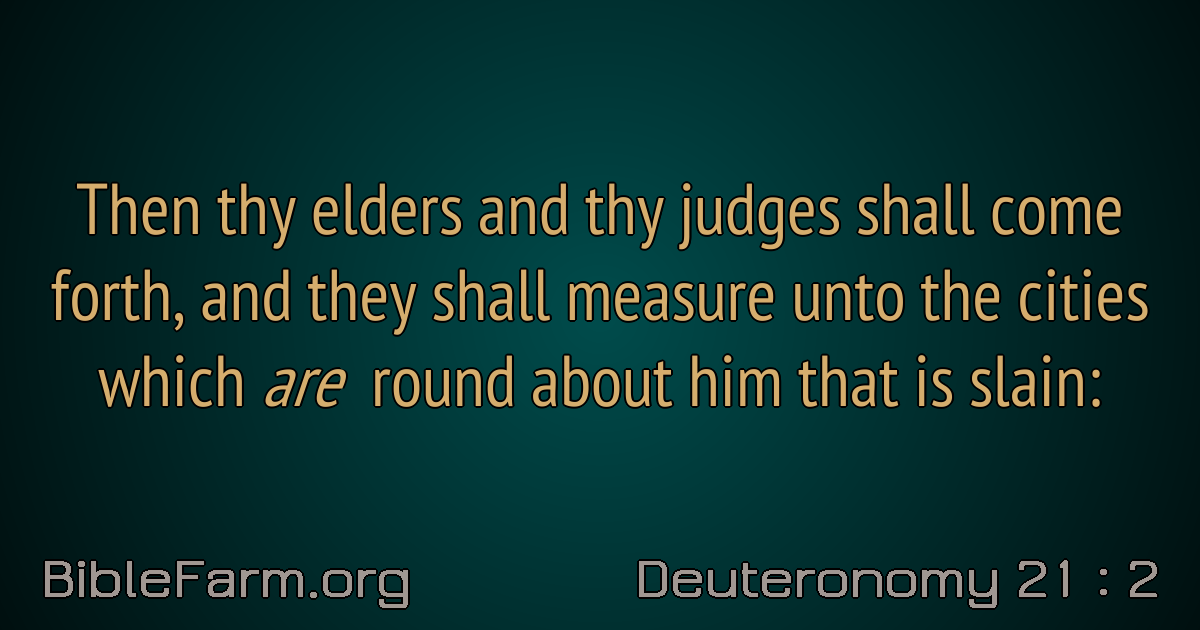 Then thy elders and thy judges shall come
forth, and they shall measure unto the cities
which are round about him that is slain:
BibleFarm.org
Deuteronomy 21 : 2